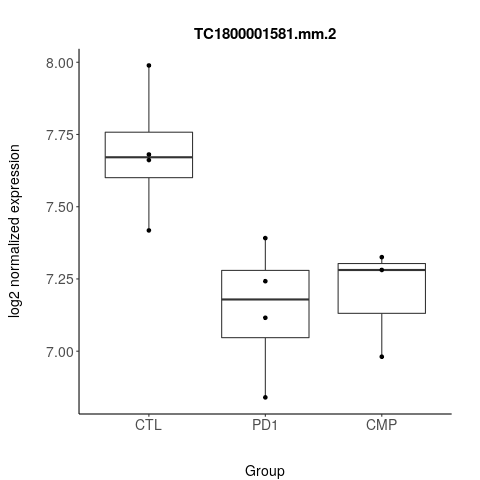 TC1800001581.mm.2
log2 normalized expression
8.00
7.75
7.50
7.25
7.00
CTL PD1 CMP
Group